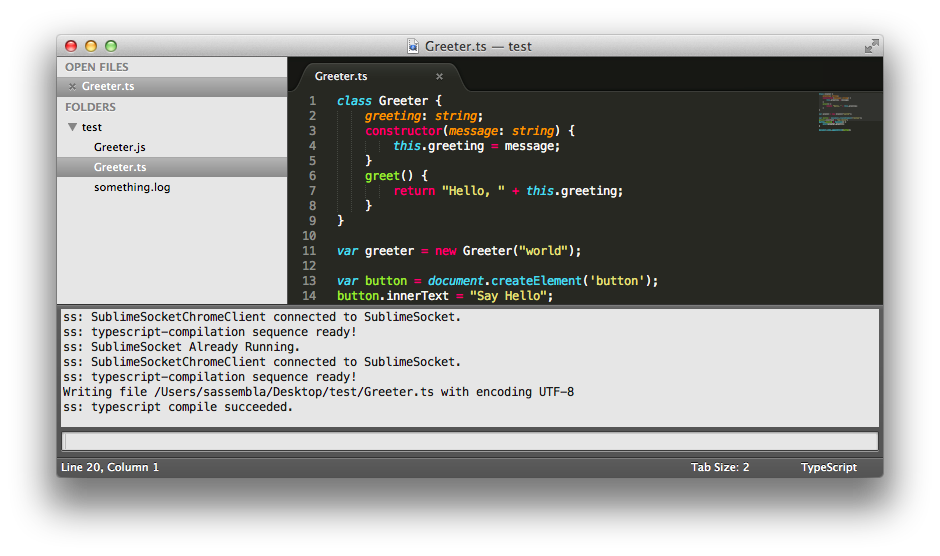 Greeter.ts — test
OPEN FILES
× Greeter.ts
FOLDERS
▼ test
Greeter.js
Greeter.ts
something.log
Greeter.ts ×
1 class Greeter {
2 greeting: string;
3 constructor(message: string) {
4 this.greeting = message;
5 }
6 greet() {
7 return "Hello, " + this.greeting;
8 }
9 }
10
11 var greeter = new Greeter("world");
12
13 var button = document.createElement('button');
14 button.innerText = "Say Hello";
ss: SublimeSocketChromeClient connected to SublimeSocket.
ss: typescript-compilation sequence ready!
ss: SublimeSocket Already Running.
ss: SublimeSocketChromeClient connected to SublimeSocket.
ss: typescript-compilation sequence ready!
Writing file /Users/sassembla/Desktop/test/Greeter.ts with encoding UTF-8
ss: typescript compile succeeded.
Line 20, Column 1 Tab Size: 2 TypeScript